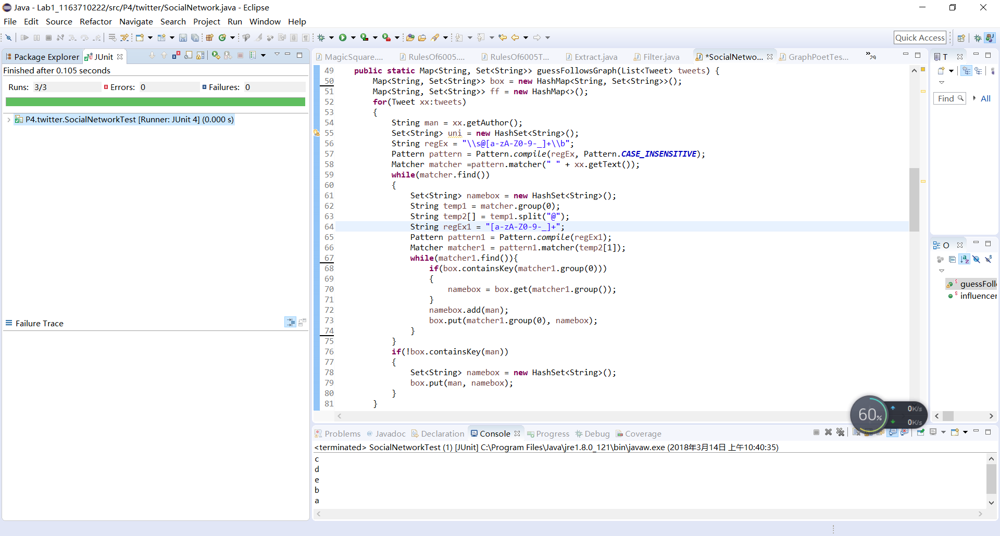 Java - Lab1_1163710222/src/P4/twitter/SocialNetwork.java - Eclipse
File Edit Source Refactor Navigate Search Project Run Window Help
Quick Access
Package Explorer JUnit
Finished after 0.105 seconds
Runs: 3/3 Errors: 0 Failures: 0
P4.twitter.SocialNetworkTest [Runner: JUnit 4] (0.000 s)
Failure Trace
MagicSquare.... RulesOf6005.... RulesOf6005T... Extract.java Filter.java *SocialNetwo... GraphPoetTes... »29
49 public static Map<String, Set<String>> guessFollowsGraph(List<Tweet> tweets) {
50 Map<String, Set<String>> box = new HashMap<String, Set<String>>();
51 Map<String, Set<String>> ff = new HashMap<>();
52 for(Tweet xx:tweets)
53 {
54 String man = xx.getAuthor();
55 Set<String> uni = new HashSet<String>();
56 String regEx = "\\s@[a-zA-Z0-9-_]+\\b";
57 Pattern pattern = Pattern.compile(regEx, Pattern.CASE_INSENSITIVE);
58 Matcher matcher =pattern.matcher(" " + xx.getText());
59 while(matcher.find())
60 {
61 Set<String> namebox = new HashSet<String>();
62 String temp1 = matcher.group(0);
63 String temp2[] = temp1.split("@");
64 String regEx1 = "[a-zA-Z0-9-_]+";
65 Pattern pattern1 = Pattern.compile(regEx1);
66 Matcher matcher1 = pattern1.matcher(temp2[1]);
67 while(matcher1.find()){
68 if(box.containsKey(matcher1.group(0)))
69 {
70 namebox = box.get(matcher1.group());
71 }
72 namebox.add(man);
73 box.put(matcher1.group(0), namebox);
74 }
75 }
76 if(!box.containsKey(man))
77 {
78 Set<String> namebox = new HashSet<String>();
79 box.put(man, namebox);
80 }
81 }
T
Find All
O
guessFoll
influencer
60%
0K/s
0K/s
Problems Javadoc Declaration Console Progress Debug Coverage
<terminated> SocialNetworkTest (1) [JUnit] C:\Program Files\Java\jre1.8.0_121\bin\javaw.exe (2018年3月14日 上午10:40:35)
c
d
e
b
a